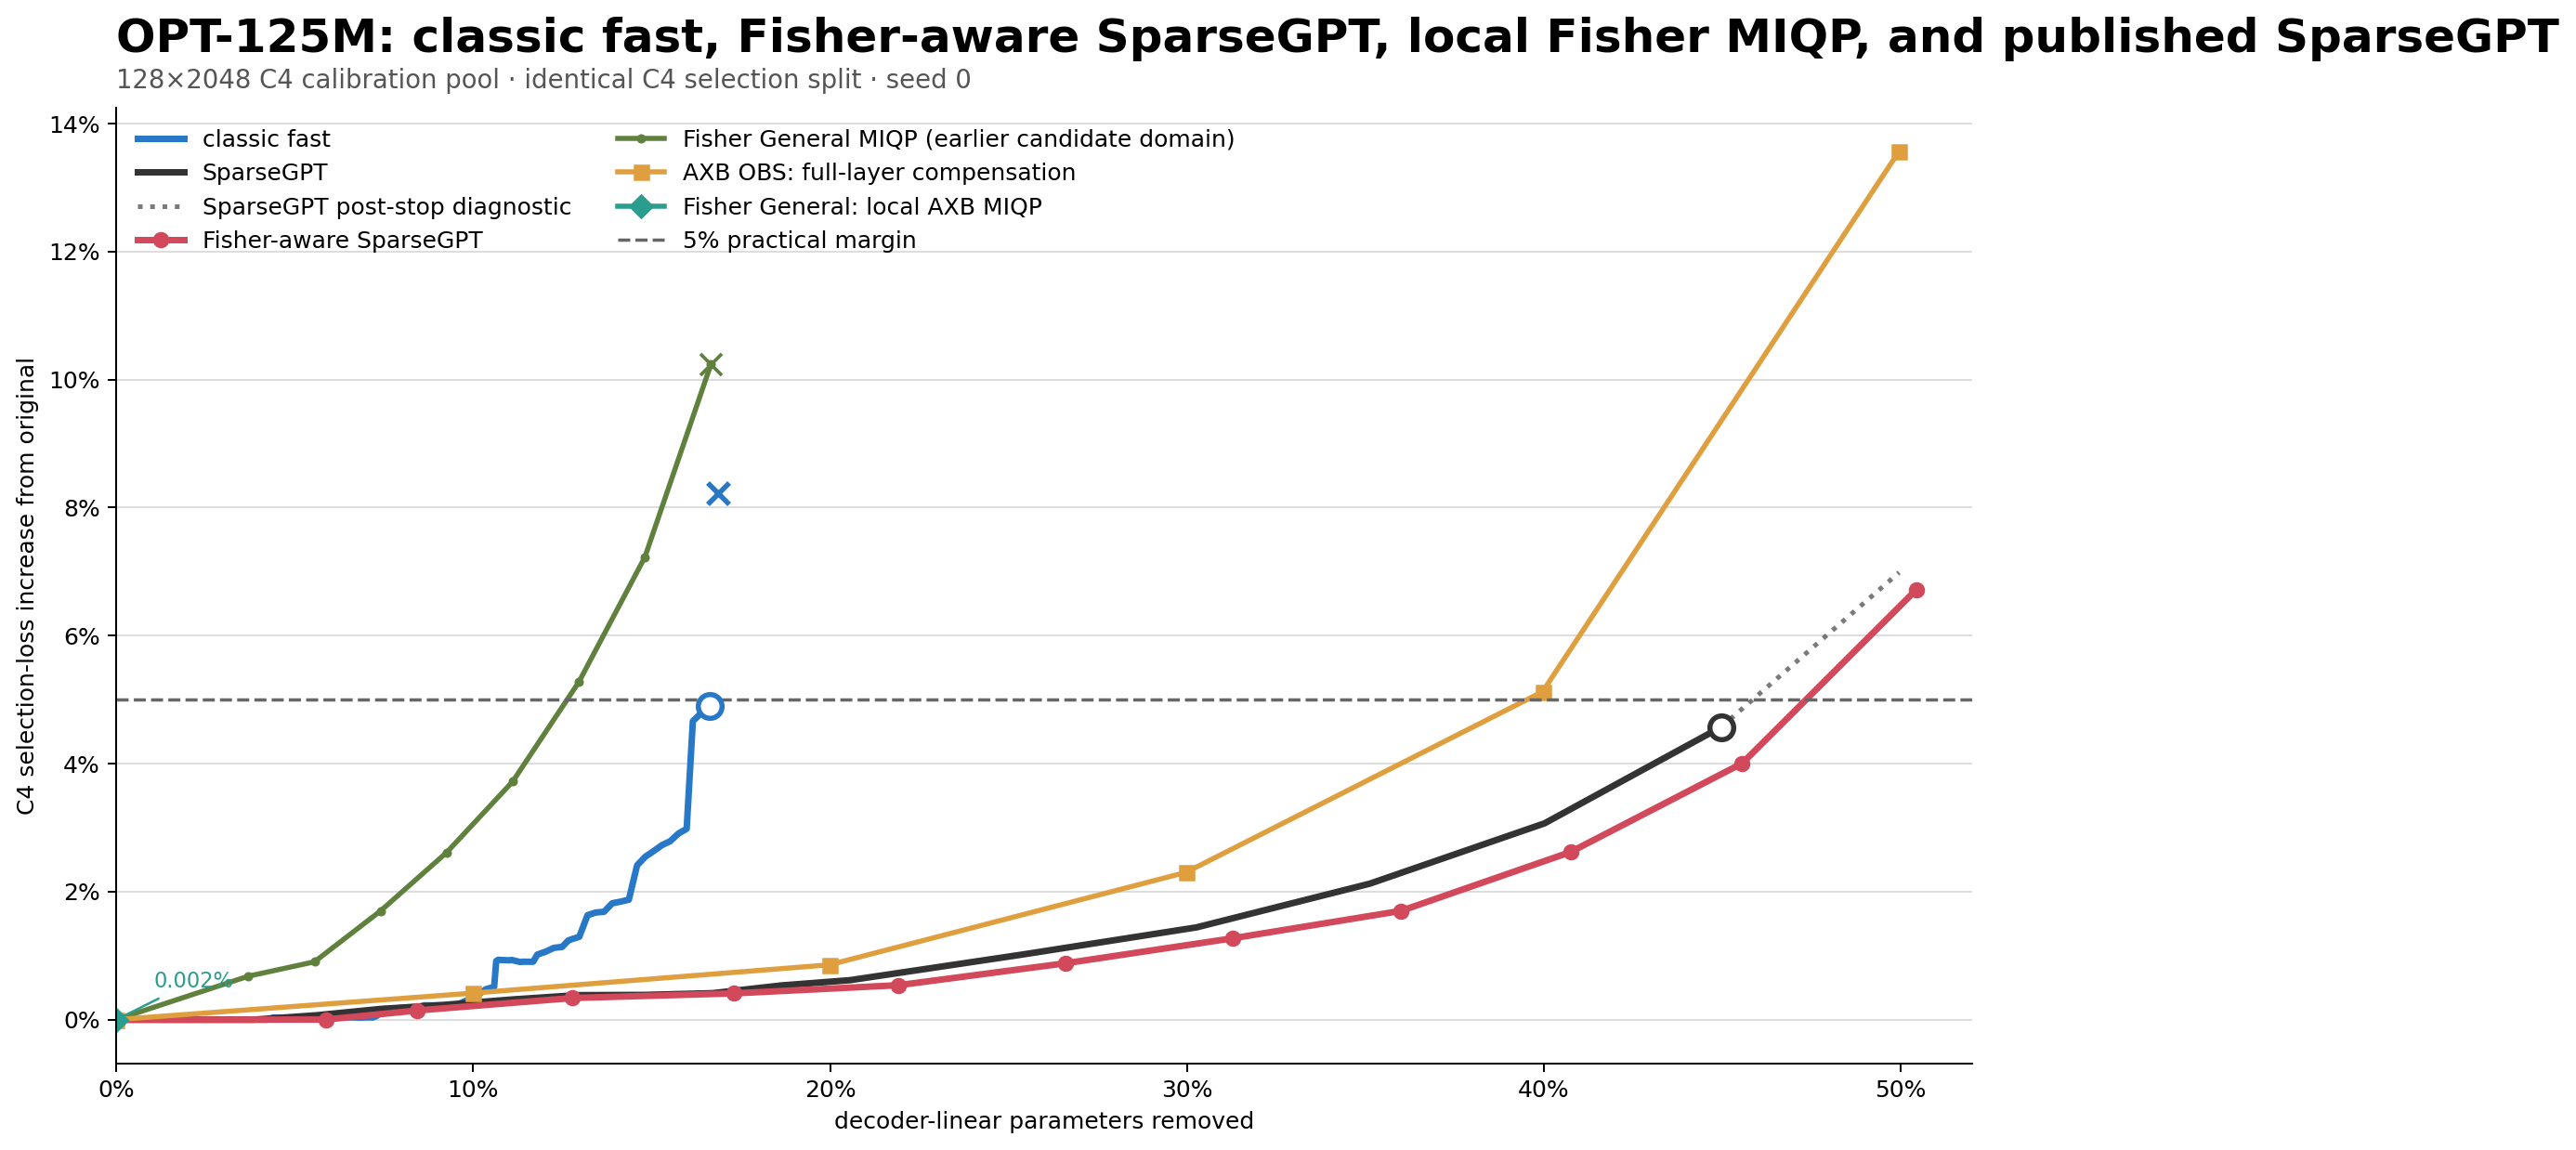 OPT-125M: classic fast, Fisher-aware SparseGPT, local Fisher MIQP, and published SparseGPT
128×2048 C4 calibration pool · identical C4 selection split · seed 0
classic fast
SparseGPT
SparseGPT post-stop diagnostic
Fisher-aware SparseGPT
Fisher General MIQP (earlier candidate domain)
AXB OBS: full-layer compensation
Fisher General: local AXB MIQP
5% practical margin
C4 selection-loss increase from original
14%
12%
10%
8%
6%
4%
2%
0%
0.002%
0%
10%
20%
30%
40%
50%
decoder-linear parameters removed